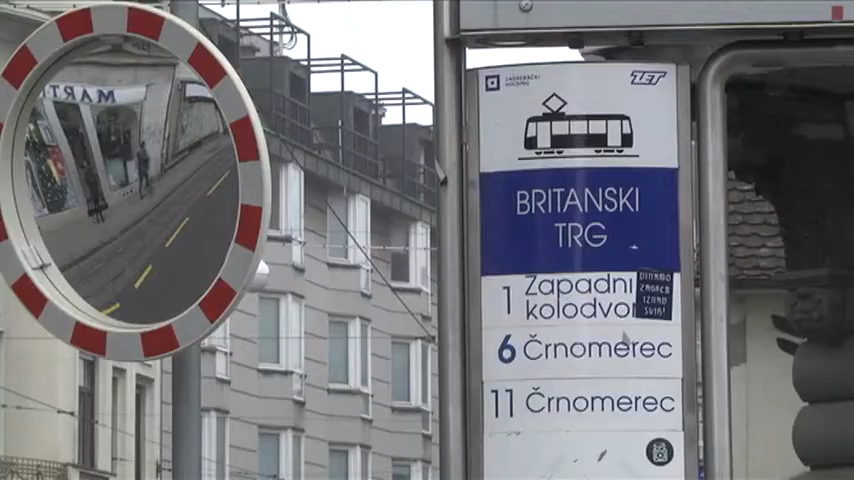 MARTI
ZAGREBAČKI
HOLDING
ZET
BRITANSKI
TRG
1 Zapadni
kolodvor
DINAMO
ZAGREB
IZNAD
SVIH!
6 Črnomerec
11 Črnomerec